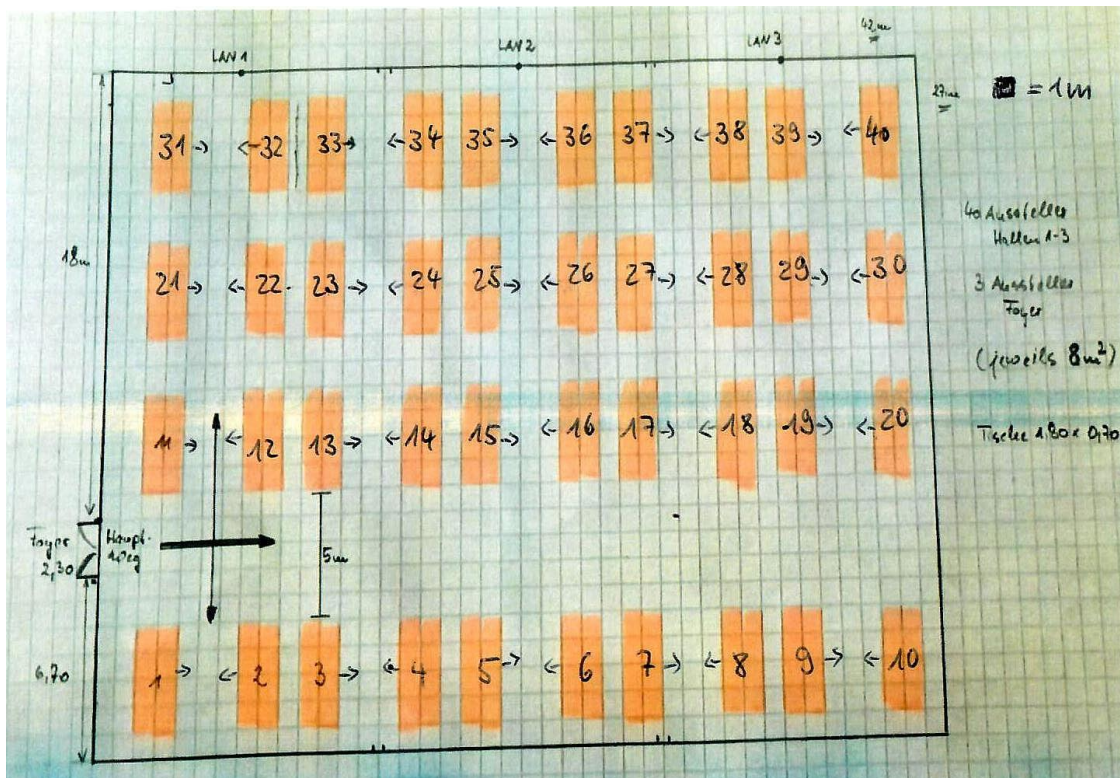 LAN 1
LAN 2
LAN 3
42m
27m
= 1m
31 32 33 34 35 36 37 38 39 40
40 Aussteller
Hallen 1-3
18m
21 22 23 24 25 26 27 28 29 30
3 Aussteller
Foyer
(jeweils 8m²)
11 12 13 14 15 16 17 18 19 20
Tische 1,80 x 0,70
Foyer
2,30
Haupt-
weg
5m
6,70
1 2 3 4 5 6 7 8 9 10